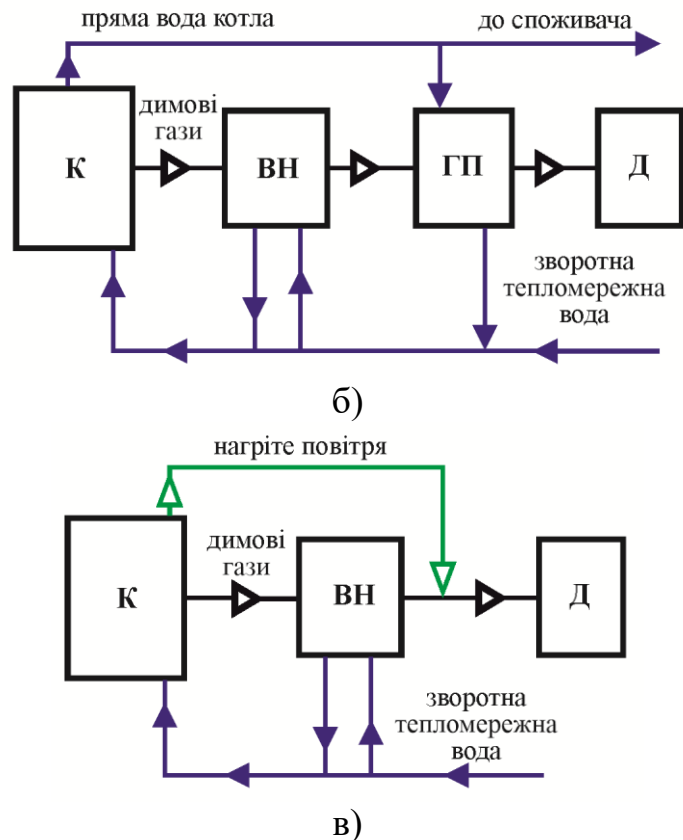 пряма вода котла
до споживача
димові
гази
К
ВН
ГП
Д
зворотна
тепломережна
вода
б)
нагріте повітря
димові
гази
К
ВН
Д
зворотна
тепломережна
вода
в)